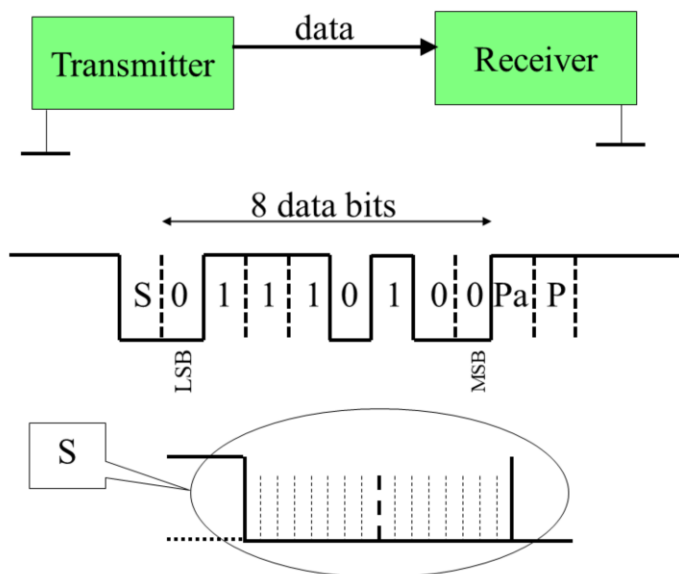 data
Transmitter
Receiver
8 data bits
S 0 1 1 1 0 1 0 0 Pa P
LSB
MSB
S